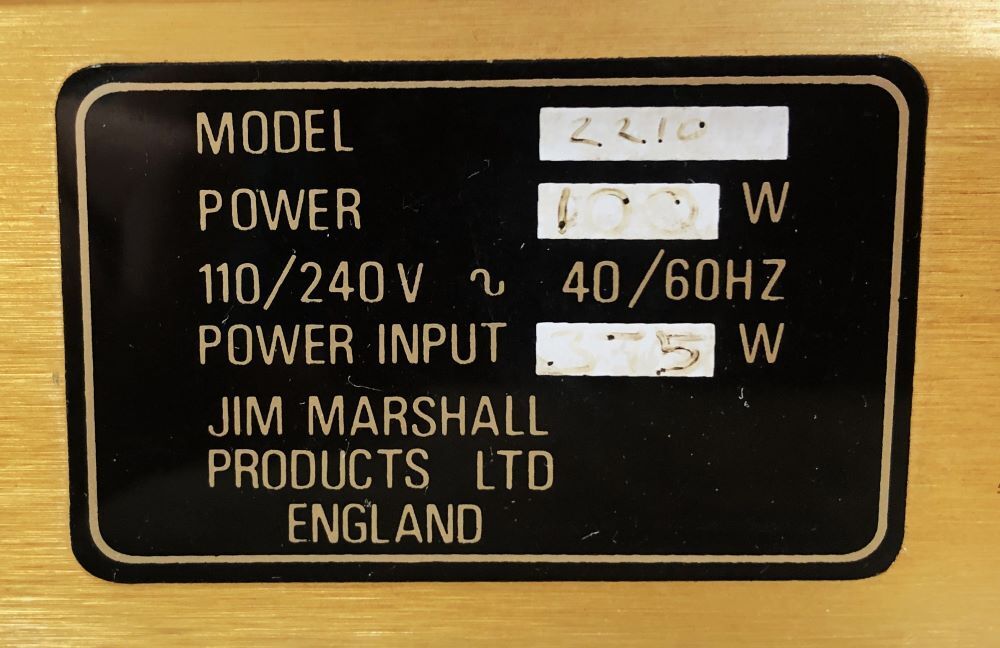 MODEL 2210
POWER 100 W
110/240V ~ 40/60HZ
POWER INPUT 375 W
JIM MARSHALL
PRODUCTS LTD
ENGLAND